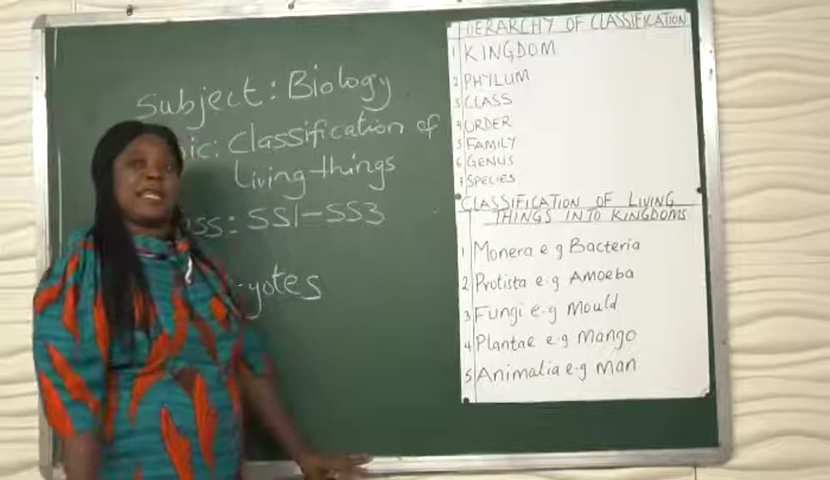 Subject: Biology
Classification of
Living-things
SS1-SS3
HIERARCHY OF CLASSIFICATION
1 KINGDOM
2 PHYLUM
3 CLASS
4 ORDER
5 FAMILY
6 GENUS
7 SPECIES
CLASSIFICATION OF LIVING
THINGS INTO KINGDOMS
1 Monera e g Bacteria
2 Protista e.g Amoeba
3 Fungi e.g Mould
4 Plantae e.g Mango
5 Animalia e.g man